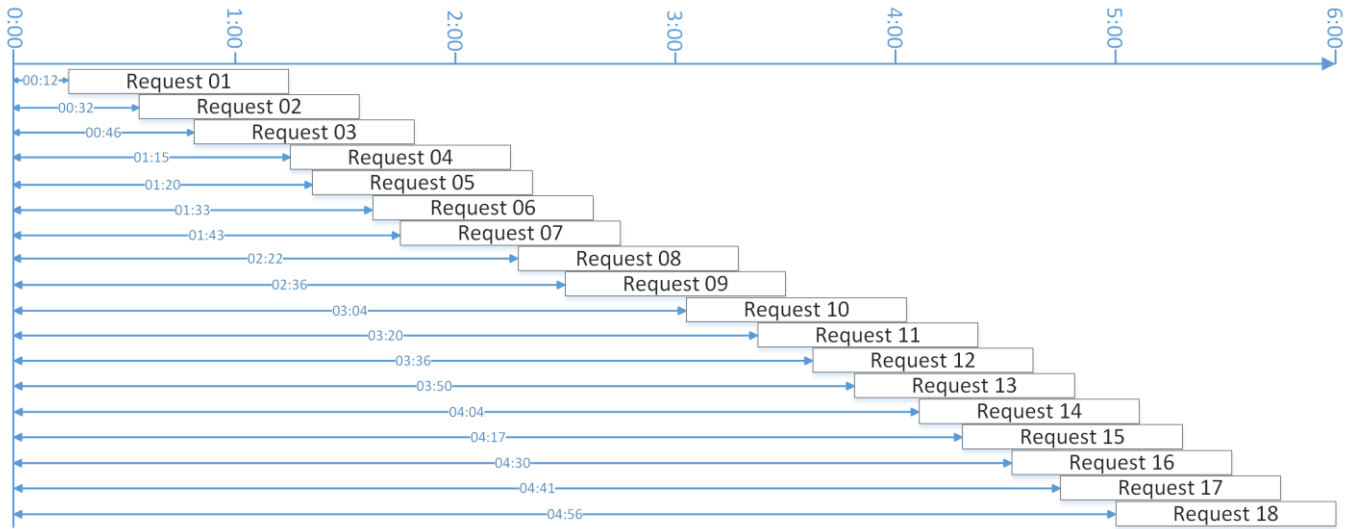 0:00 1:00 2:00 3:00 4:00 5:00 6:00
00:12 Request 01
00:32 Request 02
00:46 Request 03
01:15 Request 04
01:20 Request 05
01:33 Request 06
01:43 Request 07
02:22 Request 08
02:36 Request 09
03:04 Request 10
03:20 Request 11
03:36 Request 12
03:50 Request 13
04:04 Request 14
04:17 Request 15
04:30 Request 16
04:41 Request 17
04:56 Request 18